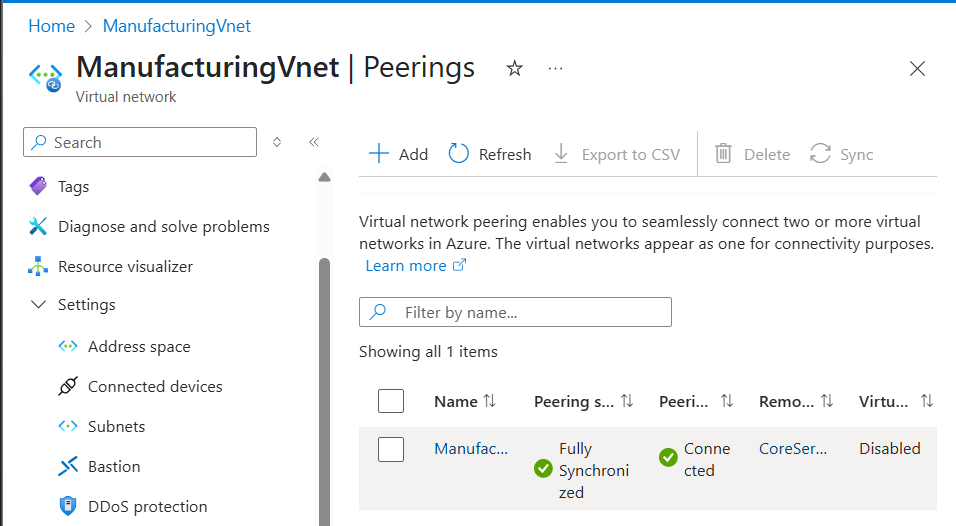 Home > ManufacturingVnet
ManufacturingVnet | Peerings ...
Virtual network
Search
Tags
Diagnose and solve problems
Resource visualizer
Settings
Address space
Connected devices
Subnets
Bastion
DDoS protection
Add Refresh Export to CSV Delete Sync
Virtual network peering enables you to seamlessly connect two or more virtual
networks in Azure. The virtual networks appear as one for connectivity purposes.
Learn more
Filter by name...
Showing all 1 items
Name Peering s... Peeri... Remo... Virtu...
Manufac... Fully Conne CoreSer... Disabled
Synchroni cted
zed